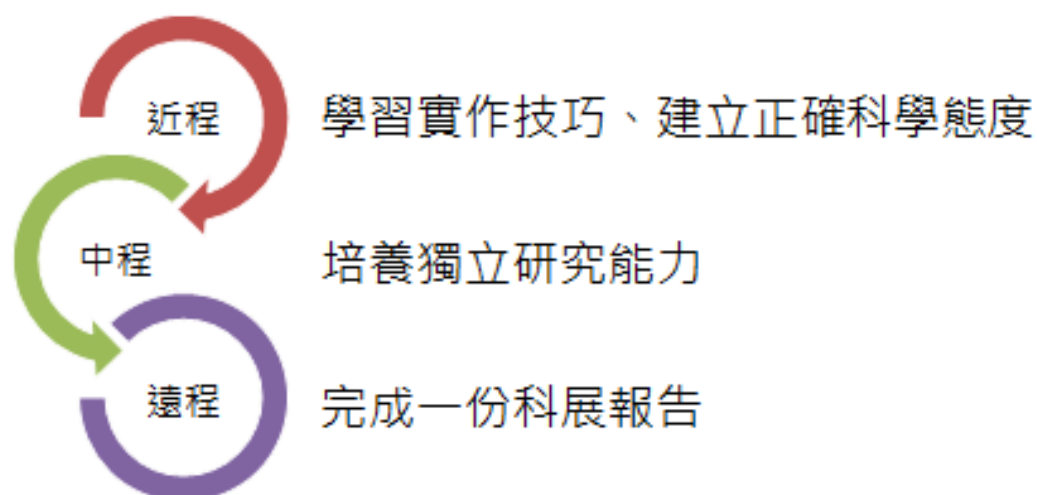 近程
學習實作技巧、建立正確科學態度
中程
培養獨立研究能力
遠程
完成一份科展報告